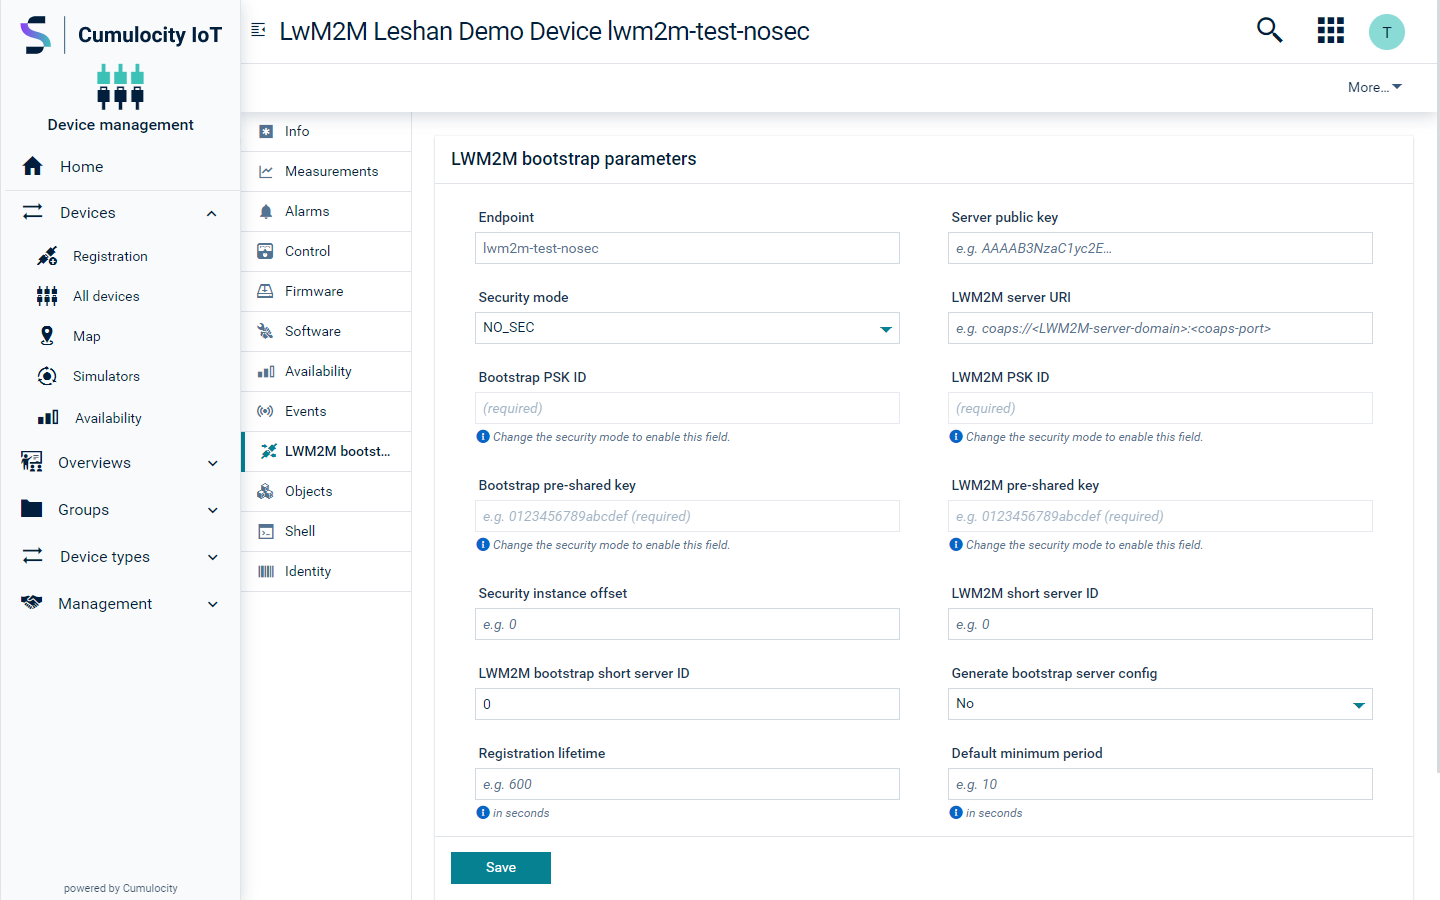 Cumulocity IoT
Device management
Home
Devices
Registration
All devices
Map
Simulators
Availability
Overviews
Groups
Device types
Management
powered by Cumulocity
LwM2M Leshan Demo Device lwm2m-test-nosec
T
More...
Info
Measurements
Alarms
Control
Firmware
Software
Availability
Events
LWM2M bootst...
Objects
Shell
Identity
LWM2M bootstrap parameters
Endpoint
lwm2m-test-nosec
Server public key
e.g. AAAAB3NzaC1yc2E...
Security mode
NO_SEC
LWM2M server URI
e.g. coaps://<LWM2M-server-domain>:<coaps-port>
Bootstrap PSK ID
(required)
Change the security mode to enable this field.
LWM2M PSK ID
(required)
Change the security mode to enable this field.
Bootstrap pre-shared key
e.g. 0123456789abcdef (required)
Change the security mode to enable this field.
LWM2M pre-shared key
e.g. 0123456789abcdef (required)
Change the security mode to enable this field.
Security instance offset
e.g. 0
LWM2M short server ID
e.g. 0
LWM2M bootstrap short server ID
0
Generate bootstrap server config
No
Registration lifetime
e.g. 600
in seconds
Default minimum period
e.g. 10
in seconds
Save